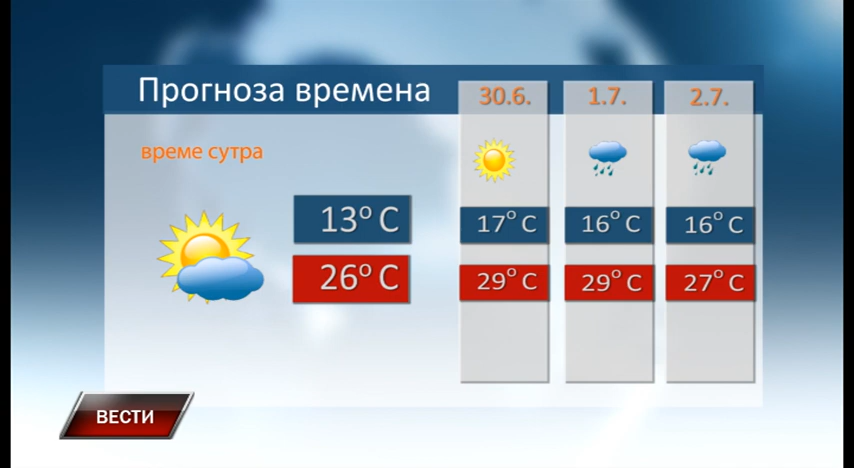 Прогноза времена
време сутра
13° C
26° C
30.6.
17° C
29° C
1.7.
16° C
29° C
2.7.
16° C
27° C
ВЕСТИ